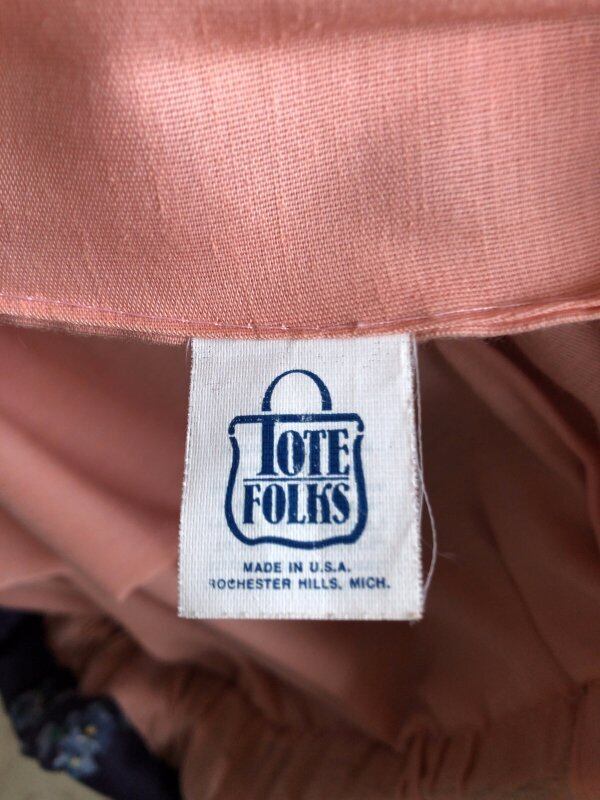 TOTE
FOLKS
MADE IN U.S.A.
ROCHESTER HILLS, MICH.